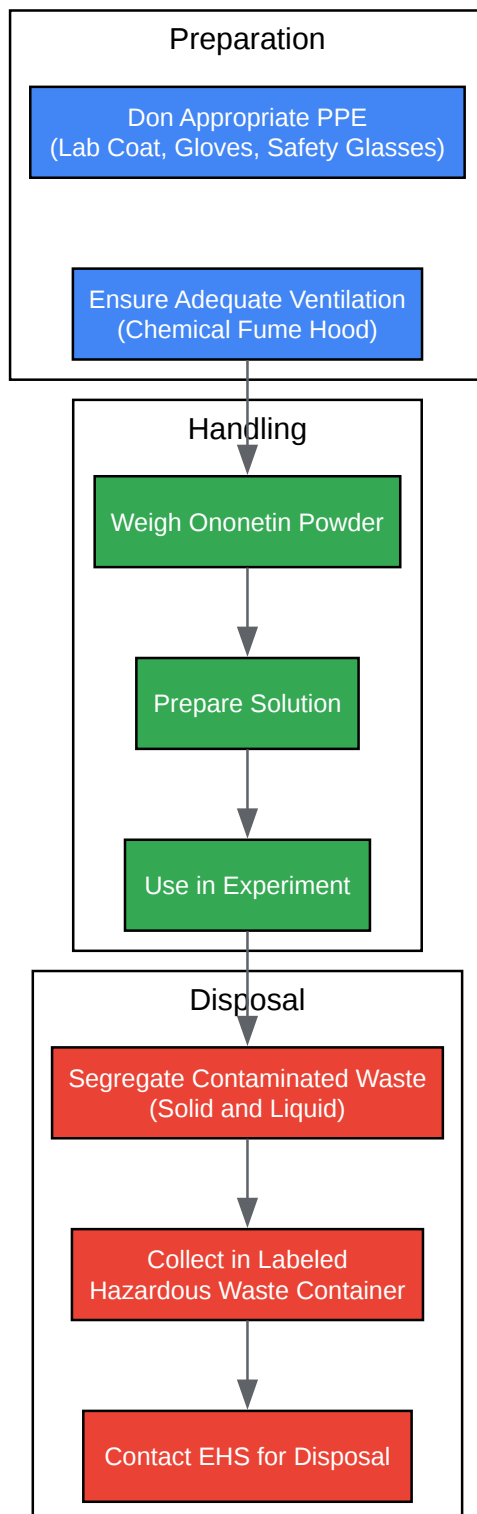 Preparation
Don Appropriate PPE
(Lab Coat, Gloves, Safety Glasses)
Ensure Adequate Ventilation
(Chemical Fume Hood)
Handling
Weigh Ononetin Powder
Prepare Solution
Use in Experiment
Disposal
Segregate Contaminated Waste
(Solid and Liquid)
Collect in Labeled
Hazardous Waste Container
Contact EHS for Disposal